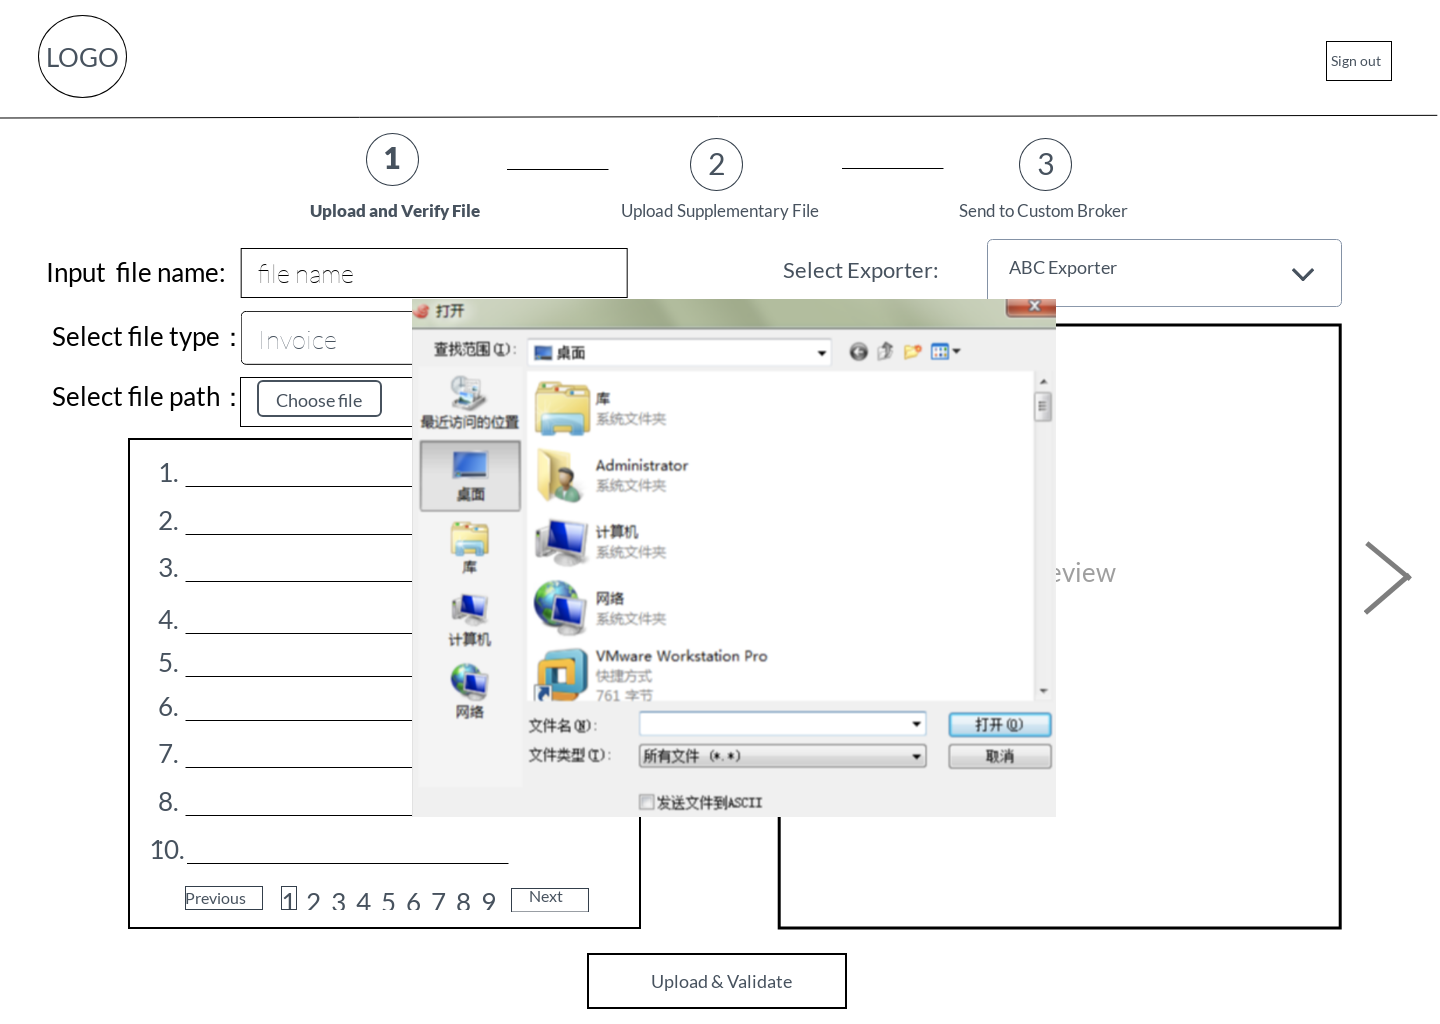 LOGO
Sign out
1
2
3
Upload and Verify File
Upload Supplementary File
Send to Custom Broker
Input file name:
file name
Select Exporter:
ABC Exporter
Select file type :
Invoice
Select file path :
Choose file
打开
查找范围(I):
桌面
最近访问的位置
桌面
库
计算机
网络
库
系统文件夹
Administrator
系统文件夹
计算机
系统文件夹
网络
系统文件夹
VMware Workstation Pro
快捷方式
761 字节
文件名(N):
打开(O)
文件类型(T):
所有文件 (*.*)
取消
发送文件到ASCII
eview
1.
2.
3.
4.
5.
6.
7.
8.
10.
Previous
1 2 3 4 5 6 7 8 9
Next
Upload & Validate